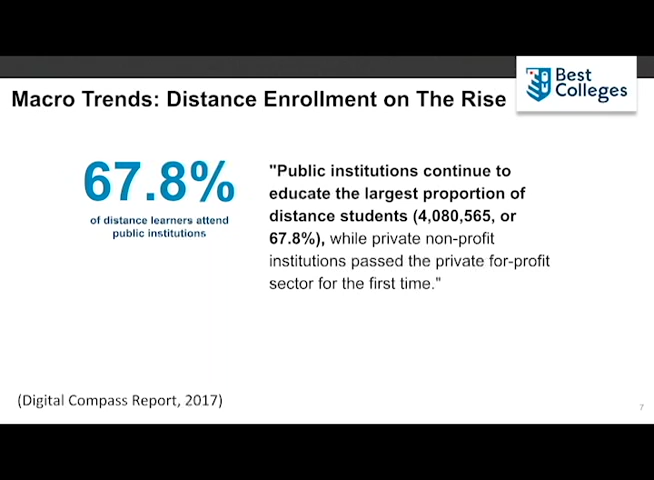 Best
Colleges
Macro Trends: Distance Enrollment on The Rise
67.8%
of distance learners attend
public institutions
"Public institutions continue to
educate the largest proportion of
distance students (4,080,565, or
67.8%), while private non-profit
institutions passed the private for-profit
sector for the first time."
(Digital Compass Report, 2017)
7